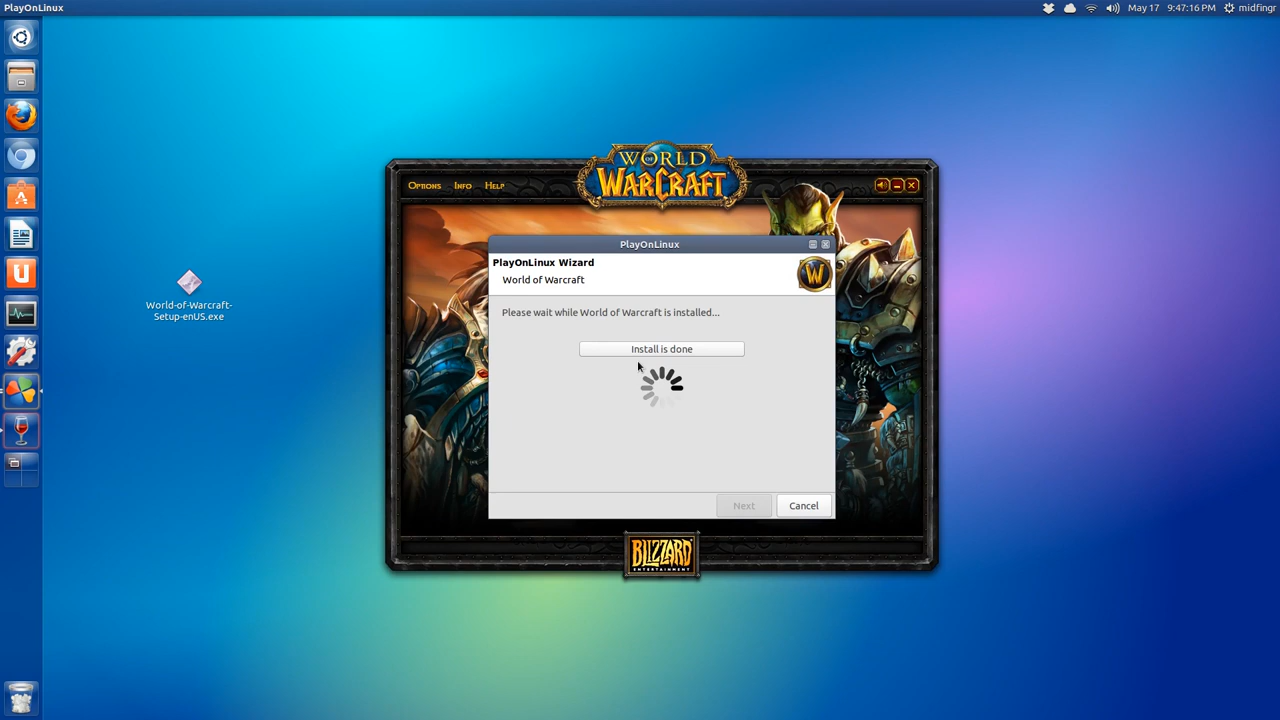 PlayOnLinux
May 17 9:47:16 PM midfingr
World-of-Warcraft-
Setup-enUS.exe
WORLD
OF
WARCRAFT
Options Info Help
PlayOnLinux
PlayOnLinux Wizard
World of Warcraft
W
Please wait while World of Warcraft is installed...
Install is done
Next Cancel
BLIZZARD
ENTERTAINMENT